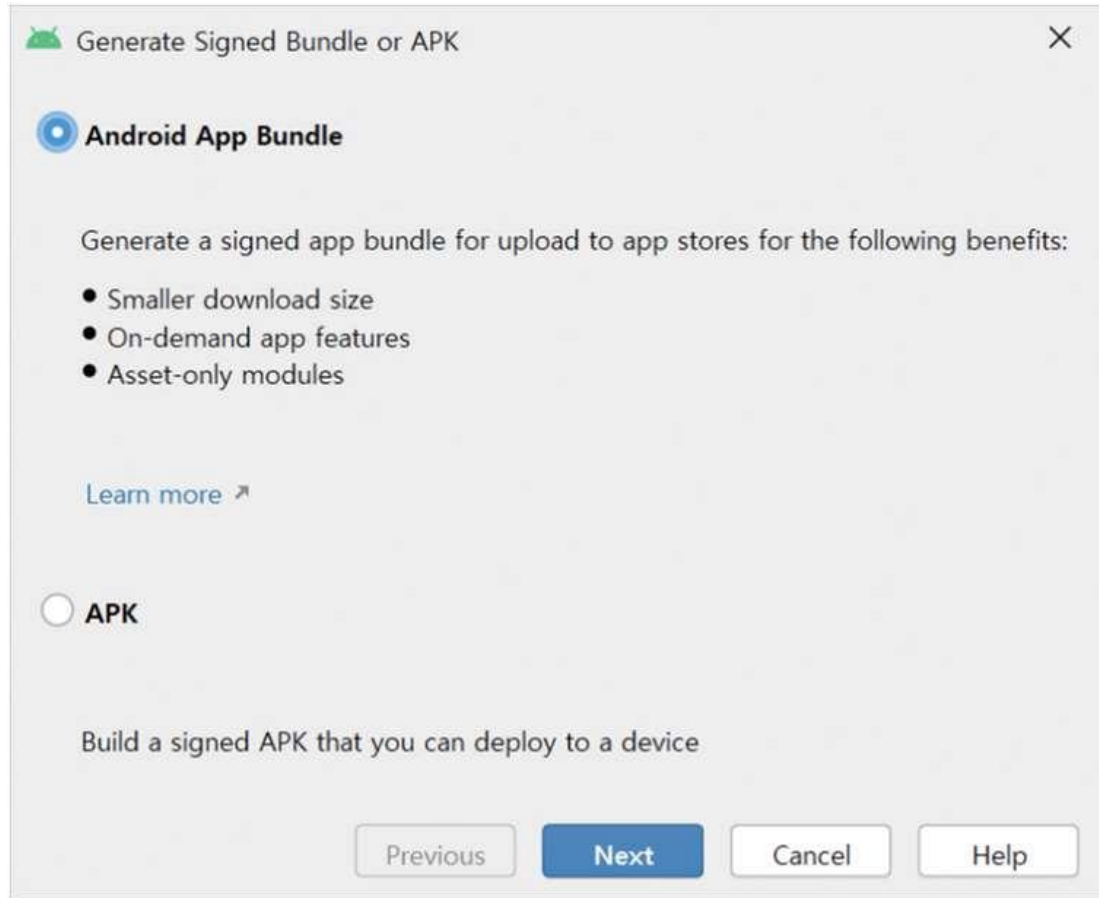 Generate Signed Bundle or APK
Android App Bundle
Generate a signed app bundle for upload to app stores for the following benefits:
Smaller download size
On-demand app features
Asset-only modules
Learn more
APK
Build a signed APK that you can deploy to a device
Previous Next Cancel Help